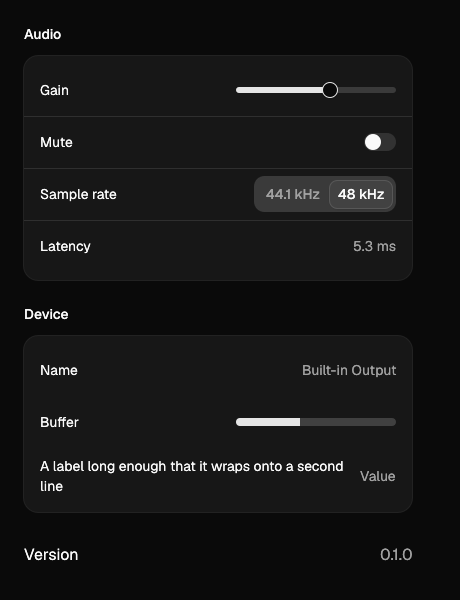 Audio
Gain
Mute
Sample rate 44.1 kHz 48 kHz
Latency 5.3 ms
Device
Name Built-in Output
Buffer
A label long enough that it wraps onto a second
line
Value
Version 0.1.0